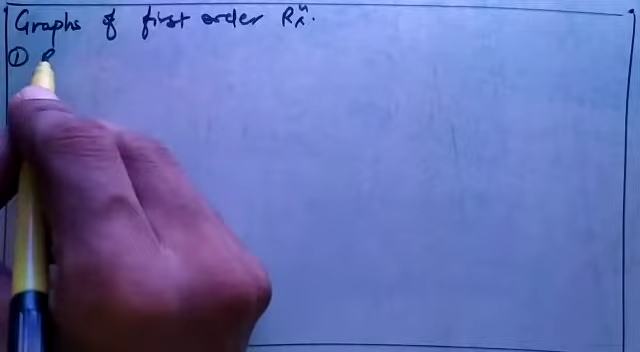 Graphs of first order Rxⁿ.
①